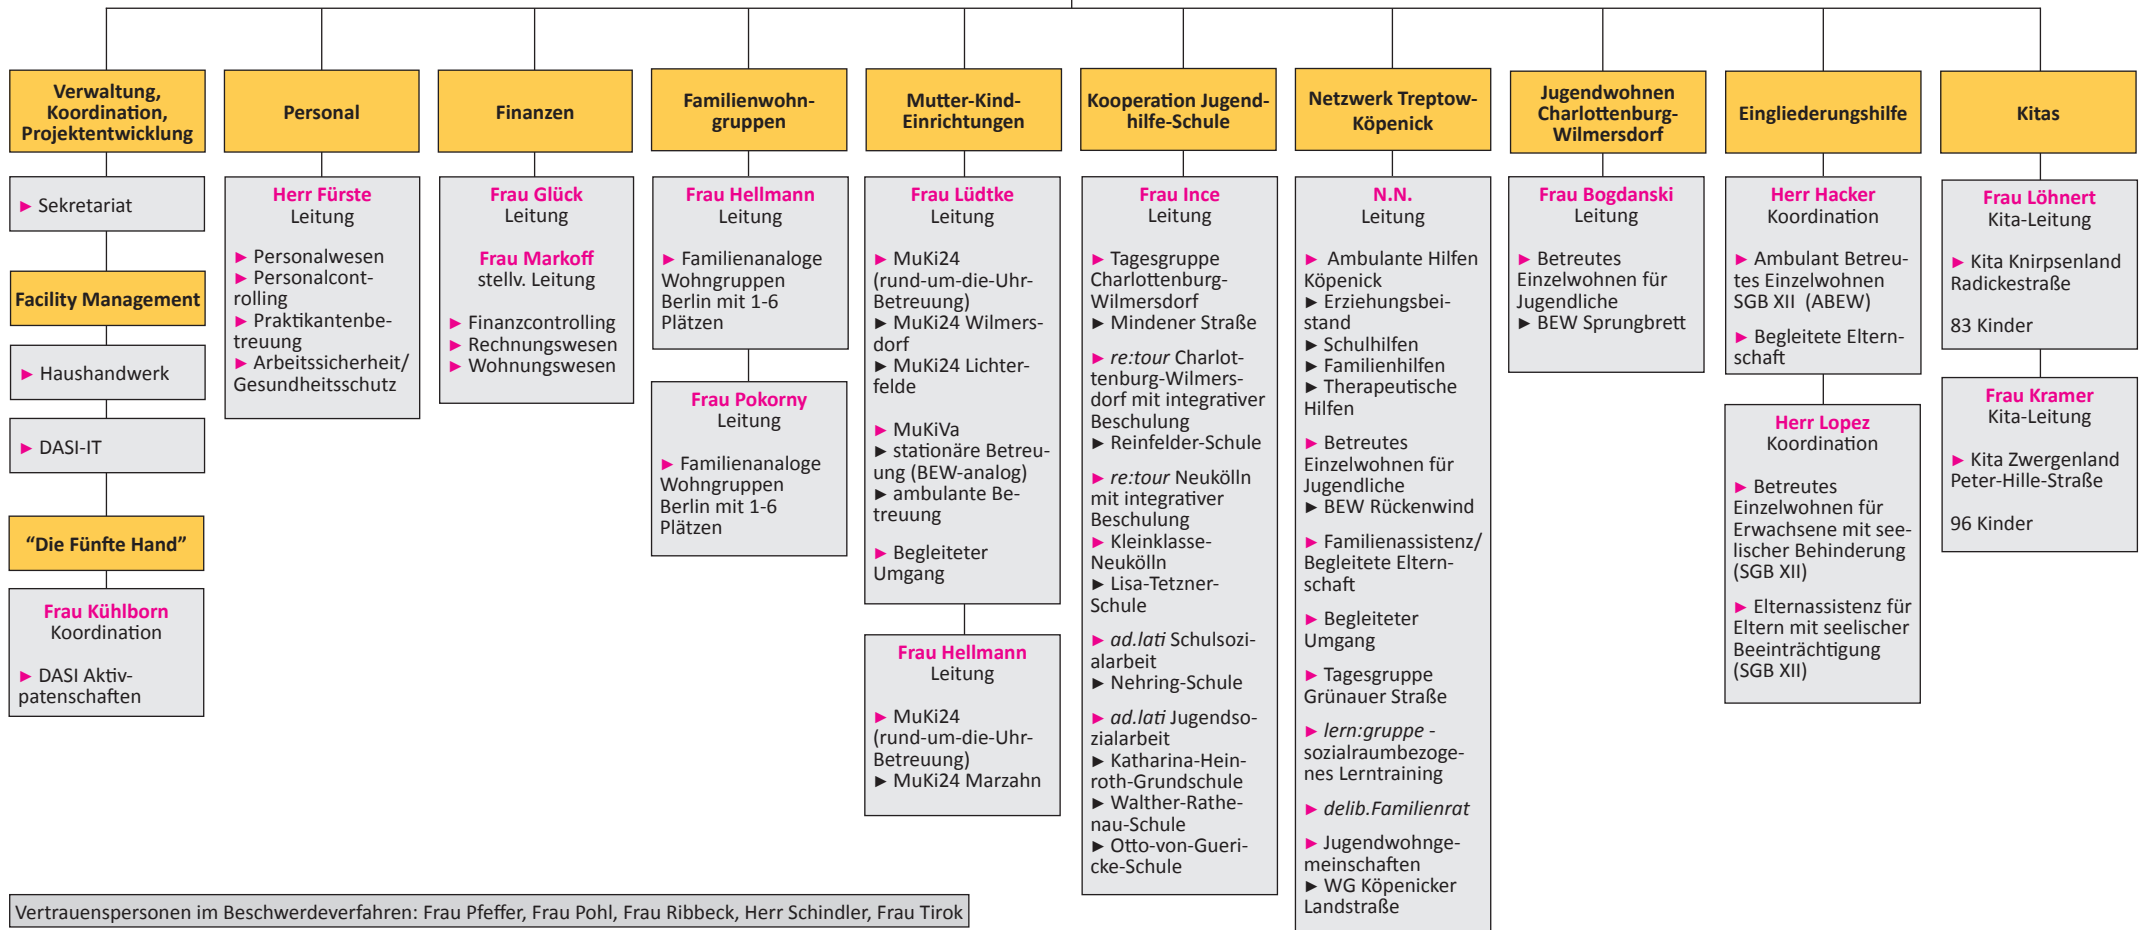 Verwaltung,
Koordination,
Projektentwicklung
► Sekretariat
Facility Management
► Haushandwerk
► DASI-IT
“Die Fünfte Hand”
Frau Kühlborn
Koordination
► DASI Aktiv-
patenschaften
Personal
Herr Fürste
Leitung
► Personalwesen
► Personalcont-
rolling
► Praktikantenbe-
treuung
► Arbeitssicherheit/
Gesundheitsschutz
Finanzen
Frau Glück
Leitung
Frau Markoff
stellv. Leitung
► Finanzcontrolling
► Rechnungswesen
► Wohnungswesen
Familienwohn-
gruppen
Frau Hellmann
Leitung
► Familienanaloge
Wohngruppen
Berlin mit 1-6
Plätzen
Frau Pokorny
Leitung
► Familienanaloge
Wohngruppen
Berlin mit 1-6
Plätzen
Mutter-Kind-
Einrichtungen
Frau Lüdtke
Leitung
► MuKi24
(rund-um-die-Uhr-
Betreuung)
► MuKi24 Wilmers-
dorf
► MuKi24 Lichter-
felde
► MuKiVa
► stationäre Betreu-
ung (BEW-analog)
► ambulante Be-
treuung
► Begleiteter
Umgang
Frau Hellmann
Leitung
► MuKi24
(rund-um-die-Uhr-
Betreuung)
► MuKi24 Marzahn
Kooperation Jugend-
hilfe-Schule
Frau Ince
Leitung
► Tagesgruppe
Charlottenburg-
Wilmersdorf
► Mindener Straße
► re:tour Charlot-
tenburg-Wilmers-
dorf mit integrativer
Beschulung
► Reinfelder-Schule
► re:tour Neukölln
mit integrativer
Beschulung
► Kleinklasse-
Neukölln
► Lisa-Tetzner-
Schule
► ad.lati Schulsozi-
alarbeit
► Nehring-Schule
► ad.lati Jugendso-
zialarbeit
► Katharina-Hein-
roth-Grundschule
► Walther-Rathe-
nau-Schule
► Otto-von-Gueri-
cke-Schule
Netzwerk Treptow-
Köpenick
N.N.
Leitung
► Ambulante Hilfen
Köpenick
► Erziehungsbei-
stand
► Schulhilfen
► Familienhilfen
► Therapeutische
Hilfen
► Betreutes
Einzelwohnen für
Jugendliche
► BEW Rückenwind
► Familienassistenz/
Begleitete Eltern-
schaft
► Begleiteter
Umgang
► Tagesgruppe
Grünauer Straße
► lern:gruppe -
sozialraumbezoge-
nes Lerntraining
► delib.Familienrat
► Jugendwohnge-
meinschaften
► WG Köpenicker
Landstraße
Jugendwohnen
Charlottenburg-
Wilmersdorf
Frau Bogdanski
Leitung
► Betreutes
Einzelwohnen für
Jugendliche
► BEW Sprungbrett
Eingliederungshilfe
Herr Hacker
Koordination
► Ambulant Betreu-
tes Einzelwohnen
SGB XII (ABEW)
► Begleitete Eltern-
schaft
Herr Lopez
Koordination
► Betreutes
Einzelwohnen für
Erwachsene mit see-
lischer Behinderung
(SGB XII)
► Elternassistenz für
Eltern mit seelischer
Beeinträchtigung
(SGB XII)
Kitas
Frau Löhnert
Kita-Leitung
► Kita Knirpsenland
Radickestraße
83 Kinder
Frau Kramer
Kita-Leitung
► Kita Zwergenland
Peter-Hille-Straße
96 Kinder
Vertrauenspersonen im Beschwerdeverfahren: Frau Pfeffer, Frau Pohl, Frau Ribbeck, Herr Schindler, Frau Tirok